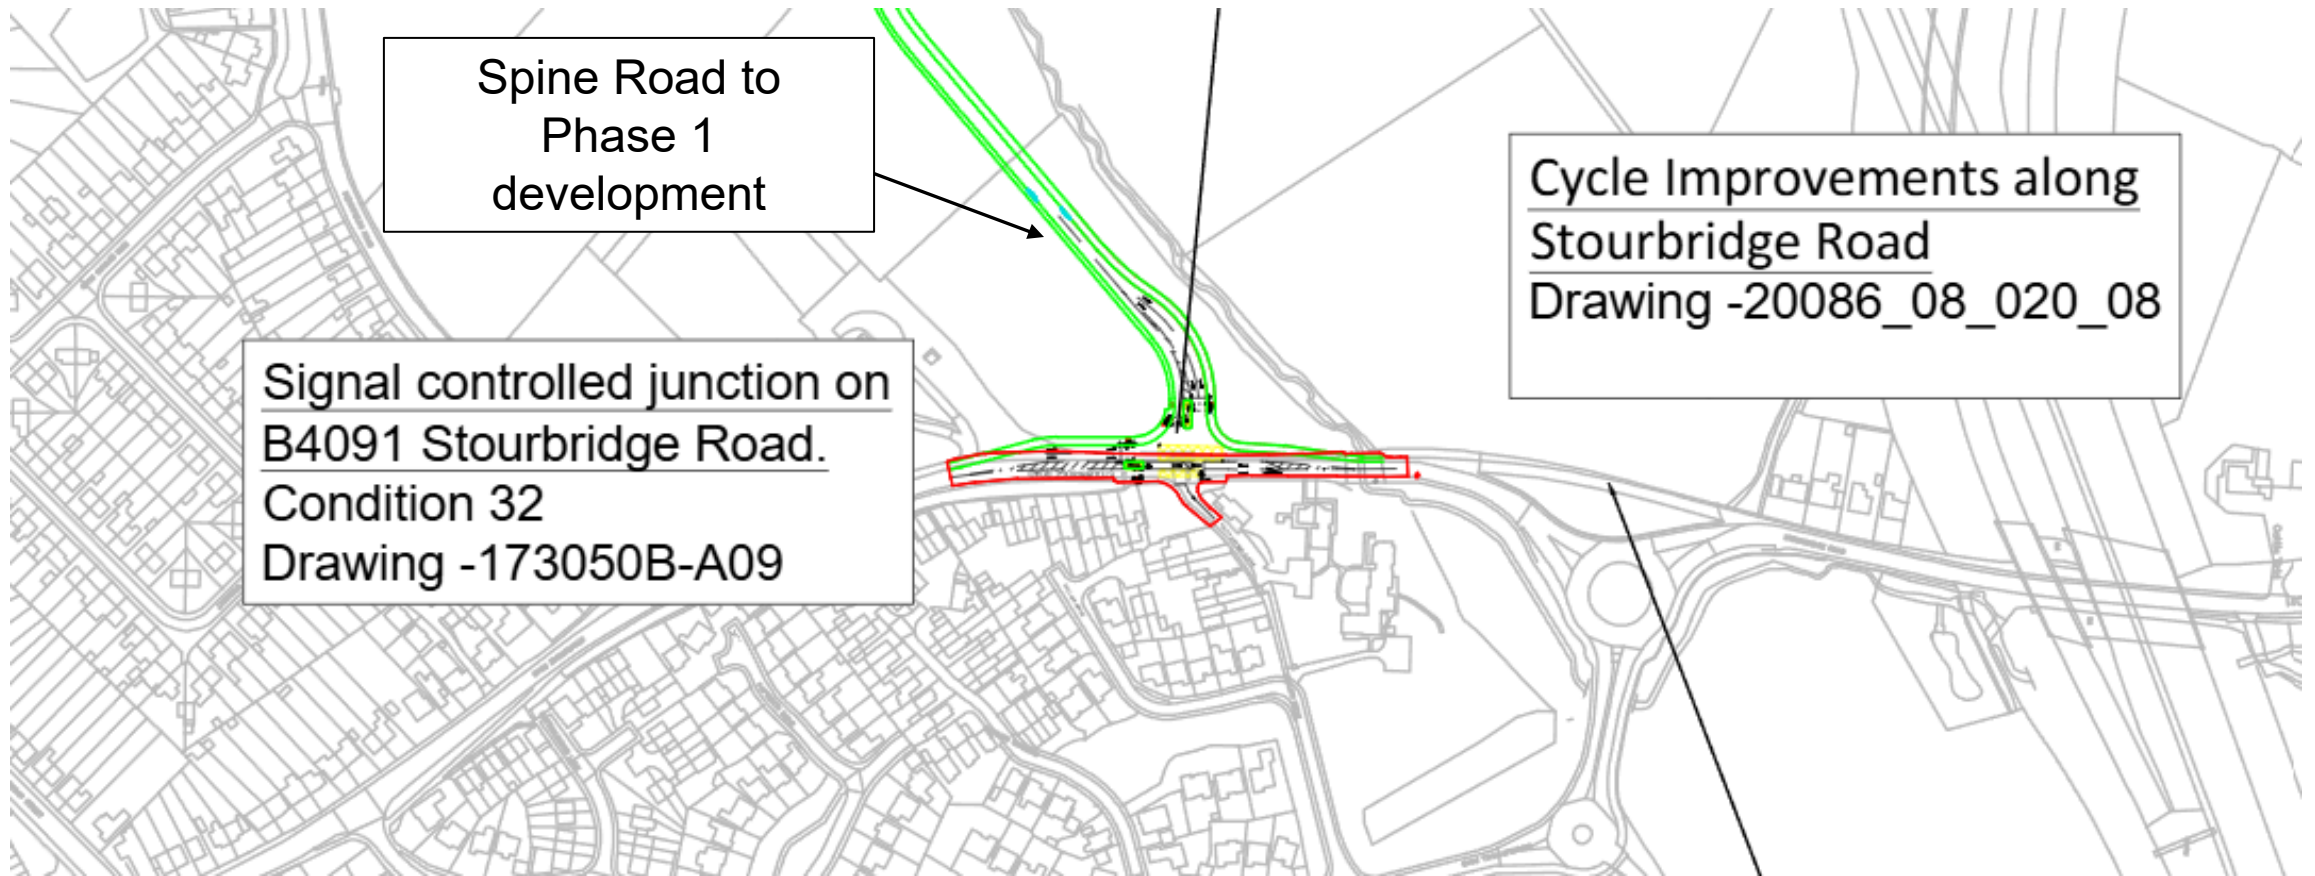 Spine Road to
Phase 1
development
Cycle Improvements along
Stourbridge Road
Drawing -20086_08_020_08
Signal controlled junction on
B4091 Stourbridge Road.
Condition 32
Drawing -173050B-A09